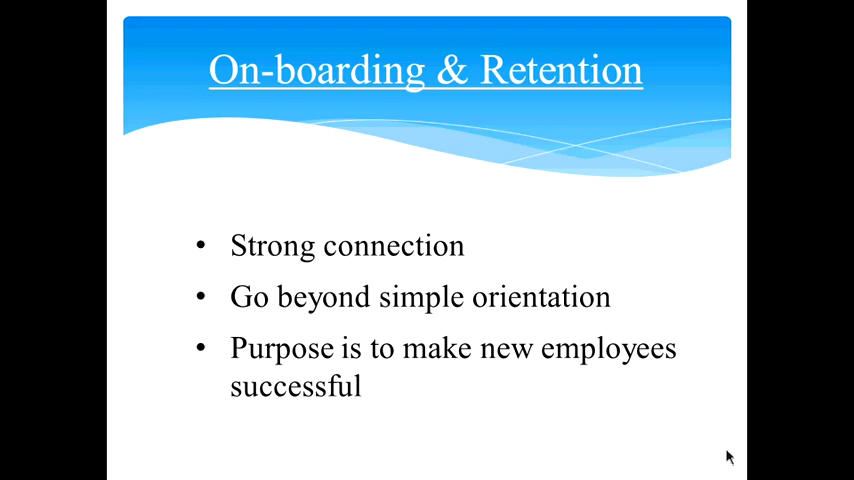 On-boarding & Retention
• Strong connection
• Go beyond simple orientation
• Purpose is to make new employees
successful